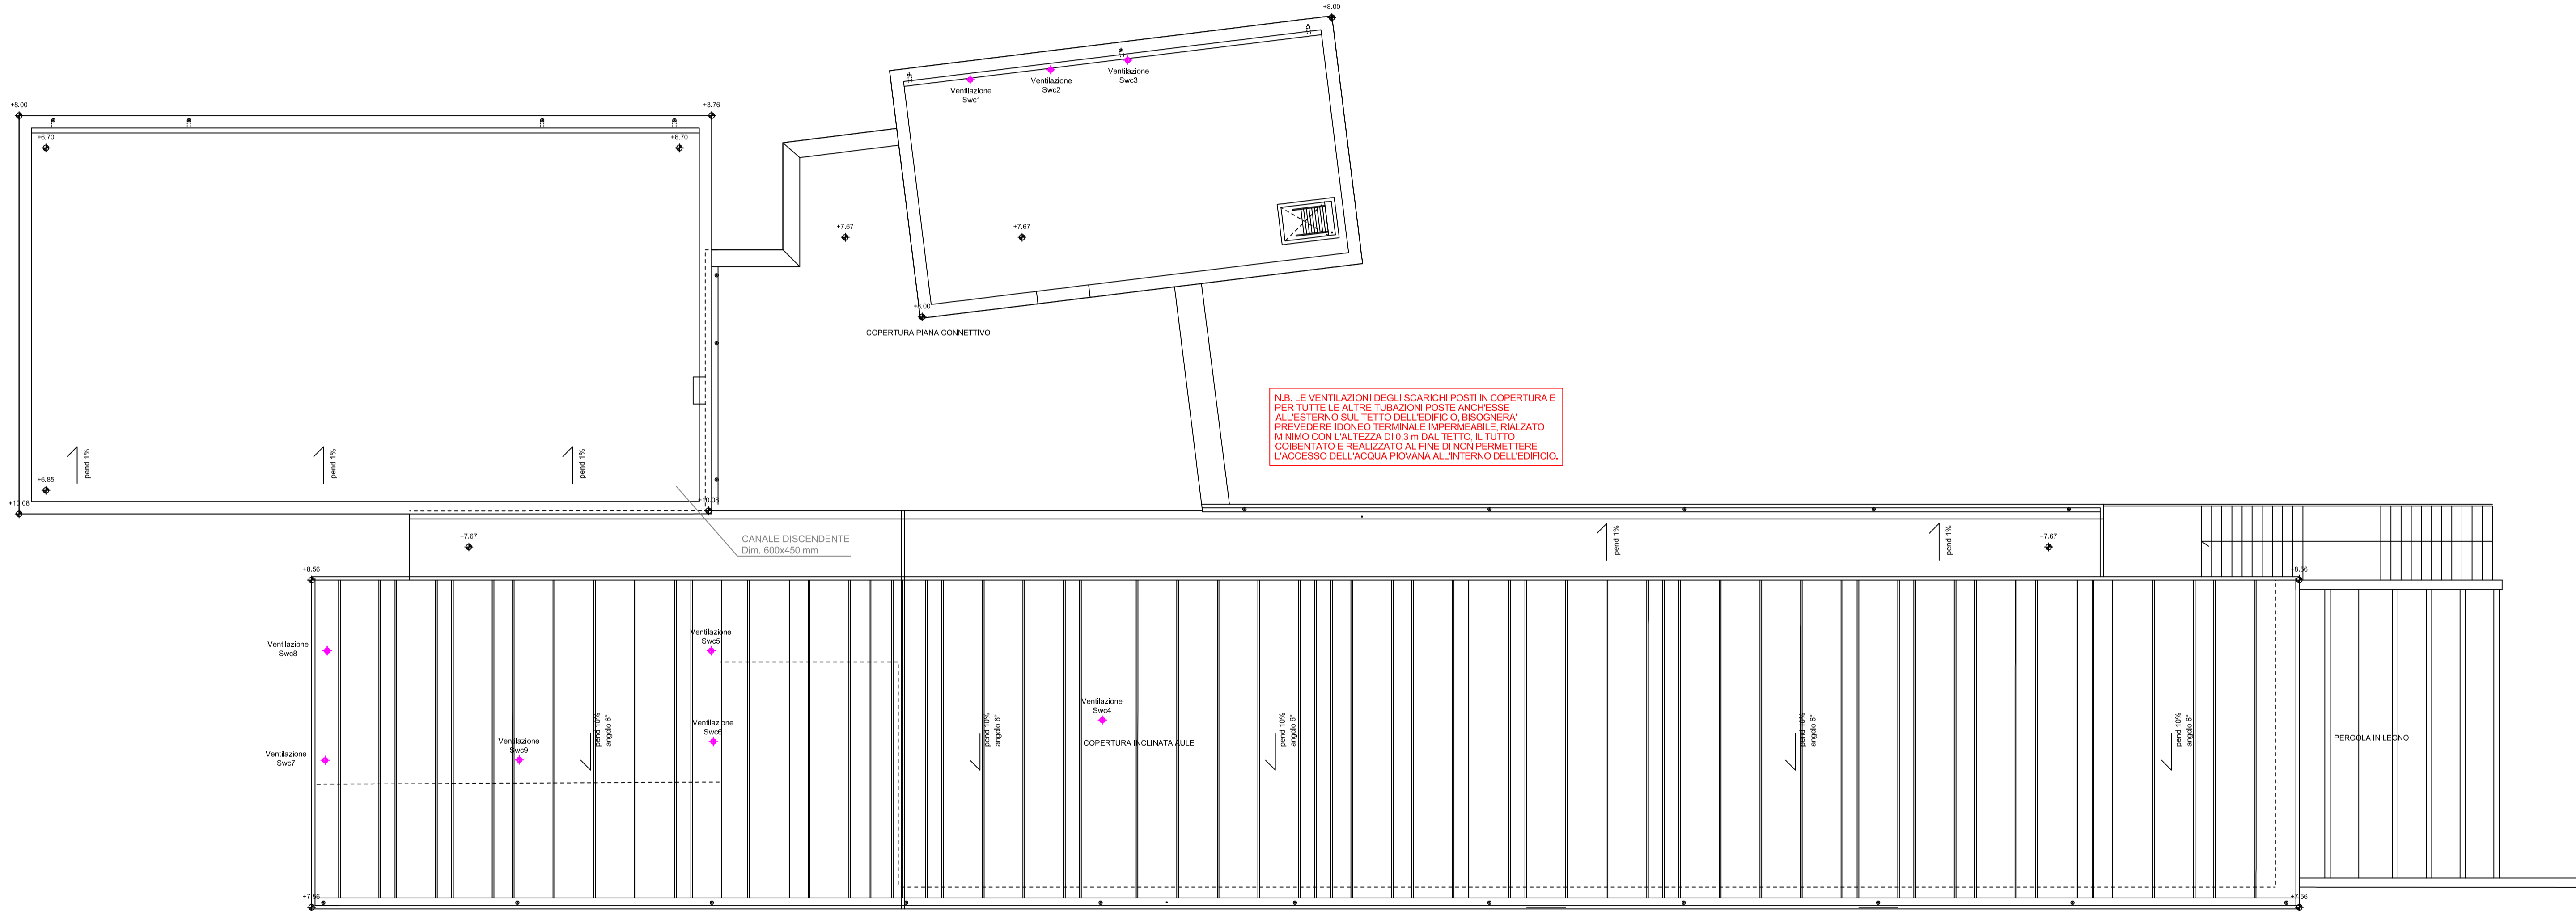 +8.00
Ventilazione
Swc1
Ventilazione
Swc2
Ventilazione
Swc3
+8.00
+3.76
+6.70
+6.70
+7.67
+7.67
+8.00
COPERTURA PIANA CONNETTIVO
N.B. LE VENTILAZIONI DEGLI SCARICHI POSTI IN COPERTURA E
PER TUTTE LE ALTRE TUBAZIONI POSTE ANCH'ESSE
ALL'ESTERNO SUL TETTO DELL'EDIFICIO, BISOGNERA'
PREVEDERE IDONEO TERMINALE IMPERMEABILE, RIALZATO
MINIMO CON L'ALTEZZA DI 0,3 m DAL TETTO, IL TUTTO
COIBENTATO E REALIZZATO AL FINE DI NON PERMETTERE
L'ACCESSO DELL'ACQUA PIOVANA ALL'INTERNO DELL'EDIFICIO.
pend 1%
pend 1%
pend 1%
+6.85
+10.08
+10.08
+7.67
CANALE DISCENDENTE
Dim. 600x450 mm
pend 1%
pend 1%
+7.67
+8.56
+8.56
Ventilazione
Swc8
Ventilazione
Swc5
Ventilazione
Swc4
Ventilazione
Swc6
Ventilazione
Swc9
Ventilazione
Swc7
pend 10%
angolo 6°
pend 10%
angolo 6°
COPERTURA INCLINATA AULE
pend 10%
angolo 6°
pend 10%
angolo 6°
pend 10%
angolo 6°
PERGOLA IN LEGNO
+7.56
+7.56